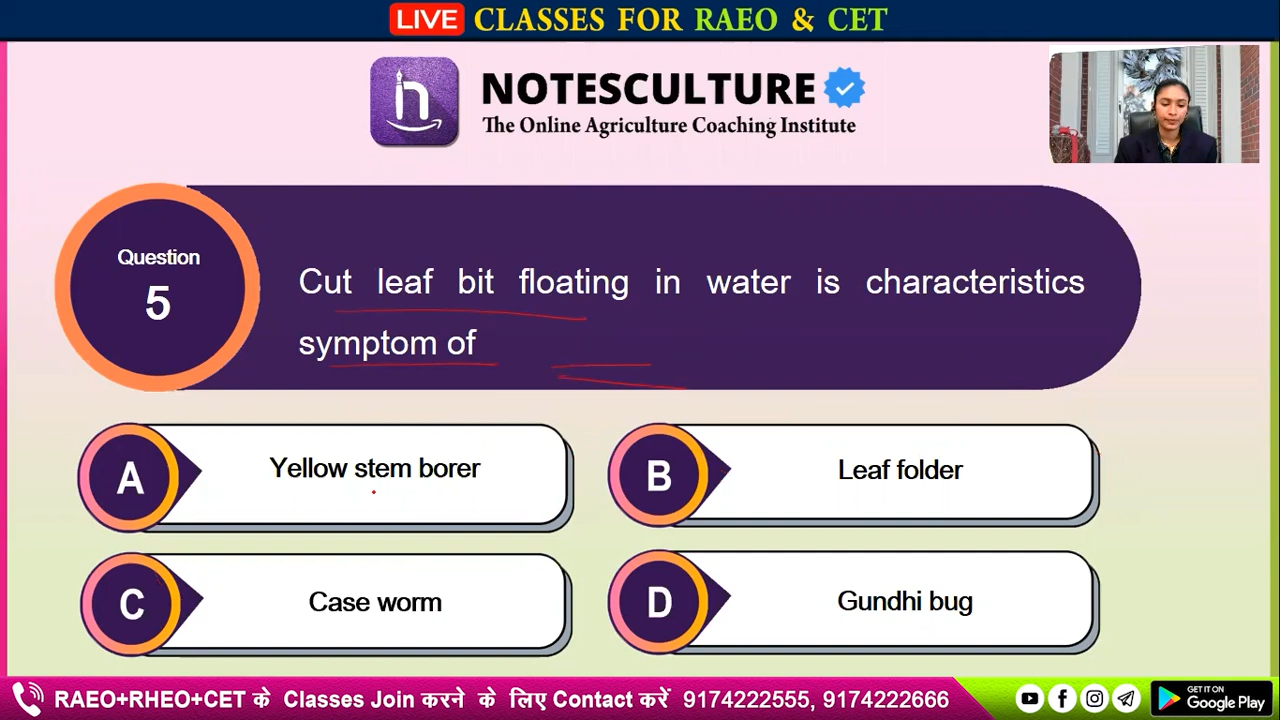 LIVE CLASSES FOR RAEO & CET
NOTESCULTURE
The Online Agriculture Coaching Institute
Question
5
Cut leaf bit floating in water is characteristics
symptom of
A Yellow stem borer
B Leaf folder
C Case worm
D Gundhi bug
RAEO+RHEO+CET के Classes Join करने के लिए Contact करें 9174222555, 9174222666
GET IT ON
Google Play